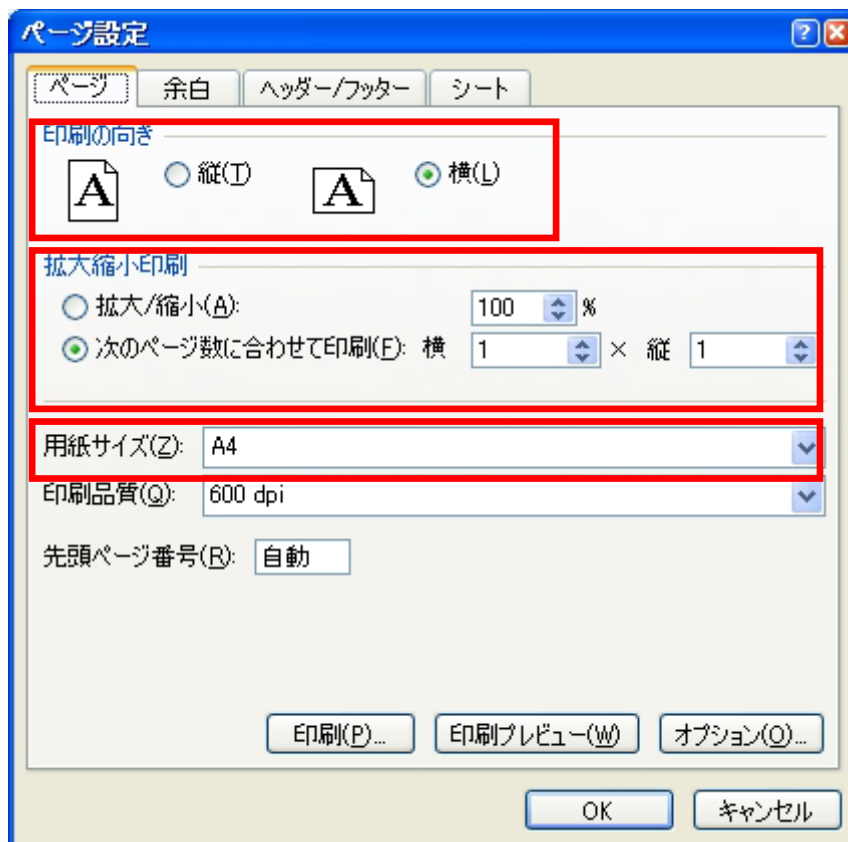 ページ設定
ページ 余白 ヘッダー/フッター シート
印刷の向き
A 縦(T) A 横(L)
拡大縮小印刷
拡大/縮小(A): 100 %
次のページ数に合わせて印刷(F): 横 1 × 縦 1
用紙サイズ(Z): A4
印刷品質(Q): 600 dpi
先頭ページ番号(R): 自動
印刷(P)... 印刷プレビュー(W) オプション(O)...
OK キャンセル